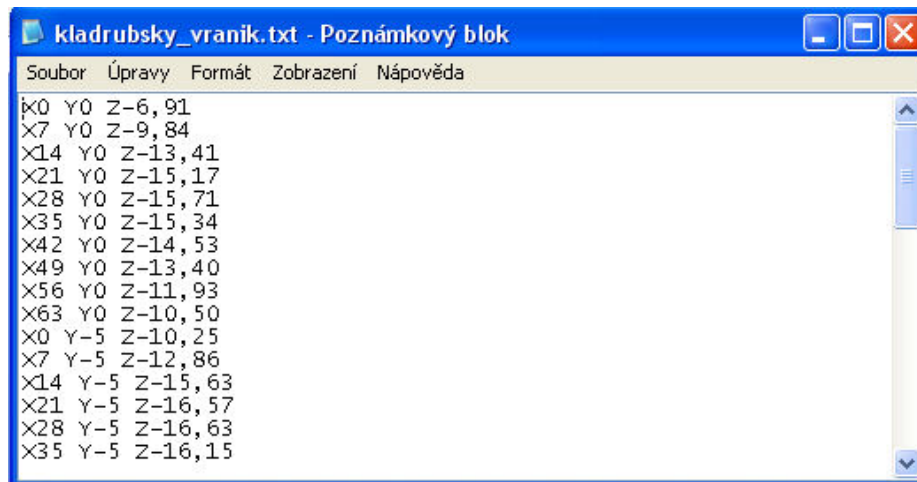 kladrubsky_vranik.txt - Poznámkový blok
Soubor Úpravy Formát Zobrazení Nápověda
X0 Y0 Z-6,91
X7 Y0 Z-9,84
X14 Y0 Z-13,41
X21 Y0 Z-15,17
X28 Y0 Z-15,71
X35 Y0 Z-15,34
X42 Y0 Z-14,53
X49 Y0 Z-13,40
X56 Y0 Z-11,93
X63 Y0 Z-10,50
X0 Y-5 Z-10,25
X7 Y-5 Z-12,86
X14 Y-5 Z-15,63
X21 Y-5 Z-16,57
X28 Y-5 Z-16,63
X35 Y-5 Z-16,15